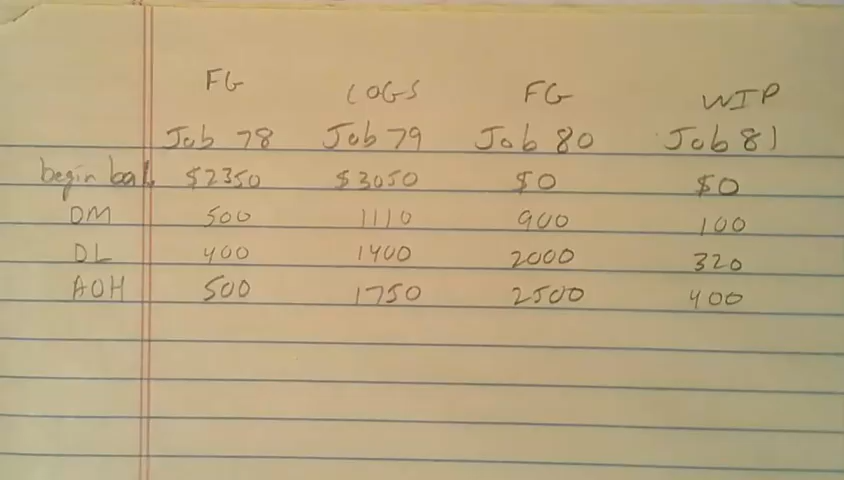 FG COGS FG WIP
Job 78 Job 79 Job 80 Job 81
begin bal. $2350 $3050 $0 $0
DM 500 1110 900 100
DL 400 1400 2000 320
AOH 500 1750 2500 400